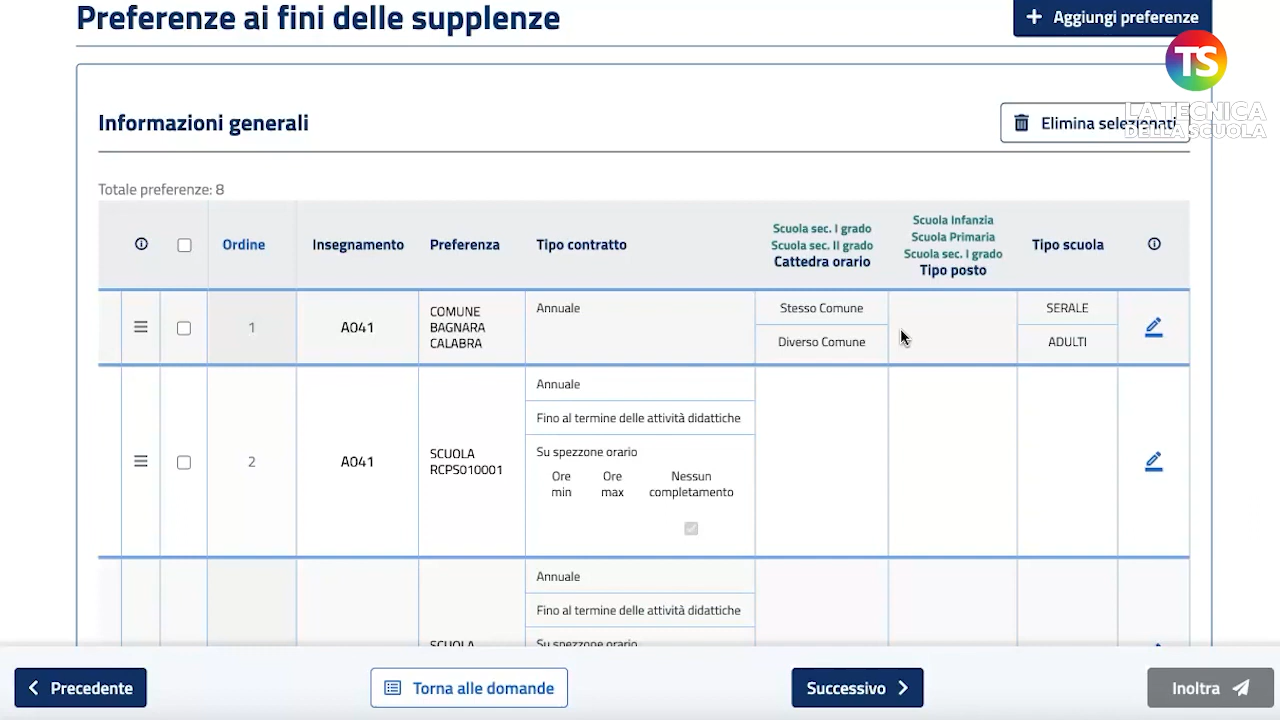 Preferenze ai fini delle supplenze
Aggiungi preferenze
TS
LA TECNICA
DELLA SCUOLA
Informazioni generali
Elimina selezionati
Totale preferenze: 8
Ordine
Insegnamento
Preferenza
Tipo contratto
Scuola sec. I grado
Scuola sec. II grado
Cattedra orario
Scuola Infanzia
Scuola Primaria
Scuola sec. I grado
Tipo posto
Tipo scuola
1
A041
COMUNE
BAGNARA
CALABRA
Annuale
Stesso Comune
Diverso Comune
SERALE
ADULTI
2
A041
SCUOLA
RCPS010001
Annuale
Fino al termine delle attività didattiche
Su spezzone orario
Ore min
Ore max
Nessun completamento
SCUOLA
Annuale
Fino al termine delle attività didattiche
Su spezzone orario
Precedente
Torna alle domande
Successivo
Inoltra